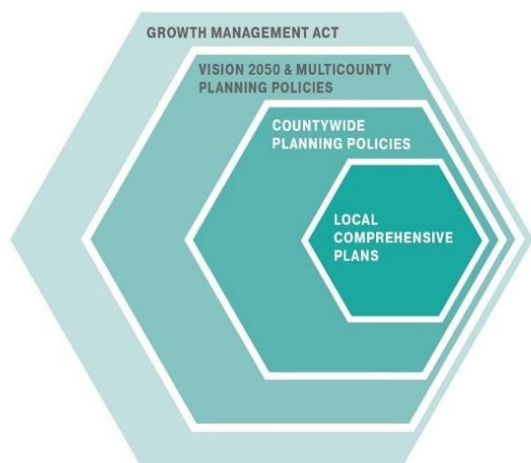 GROWTH MANAGEMENT ACT
VISION 2050 & MULTICOUNTY
PLANNING POLICIES
COUNTYWIDE
PLANNING POLICIES
LOCAL
COMPREHENSIVE
PLANS